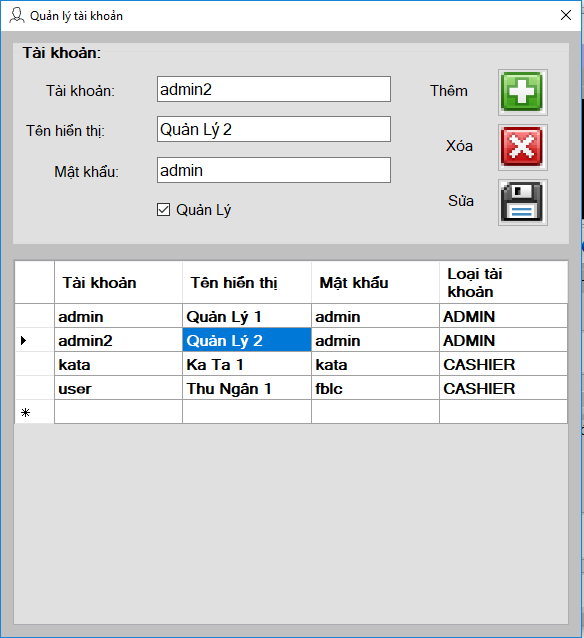 Quản lý tài khoản
Tài khoản:
Tài khoản: admin2 Thêm
Tên hiển thị: Quản Lý 2
Xóa
Mật khẩu: admin
Sửa
Quản Lý
Tài khoản Tên hiển thị Mật khẩu Loại tài khoản
admin Quản Lý 1 admin ADMIN
admin2 Quản Lý 2 admin ADMIN
kata Ka Ta 1 kata CASHIER
user Thu Ngân 1 fblc CASHIER